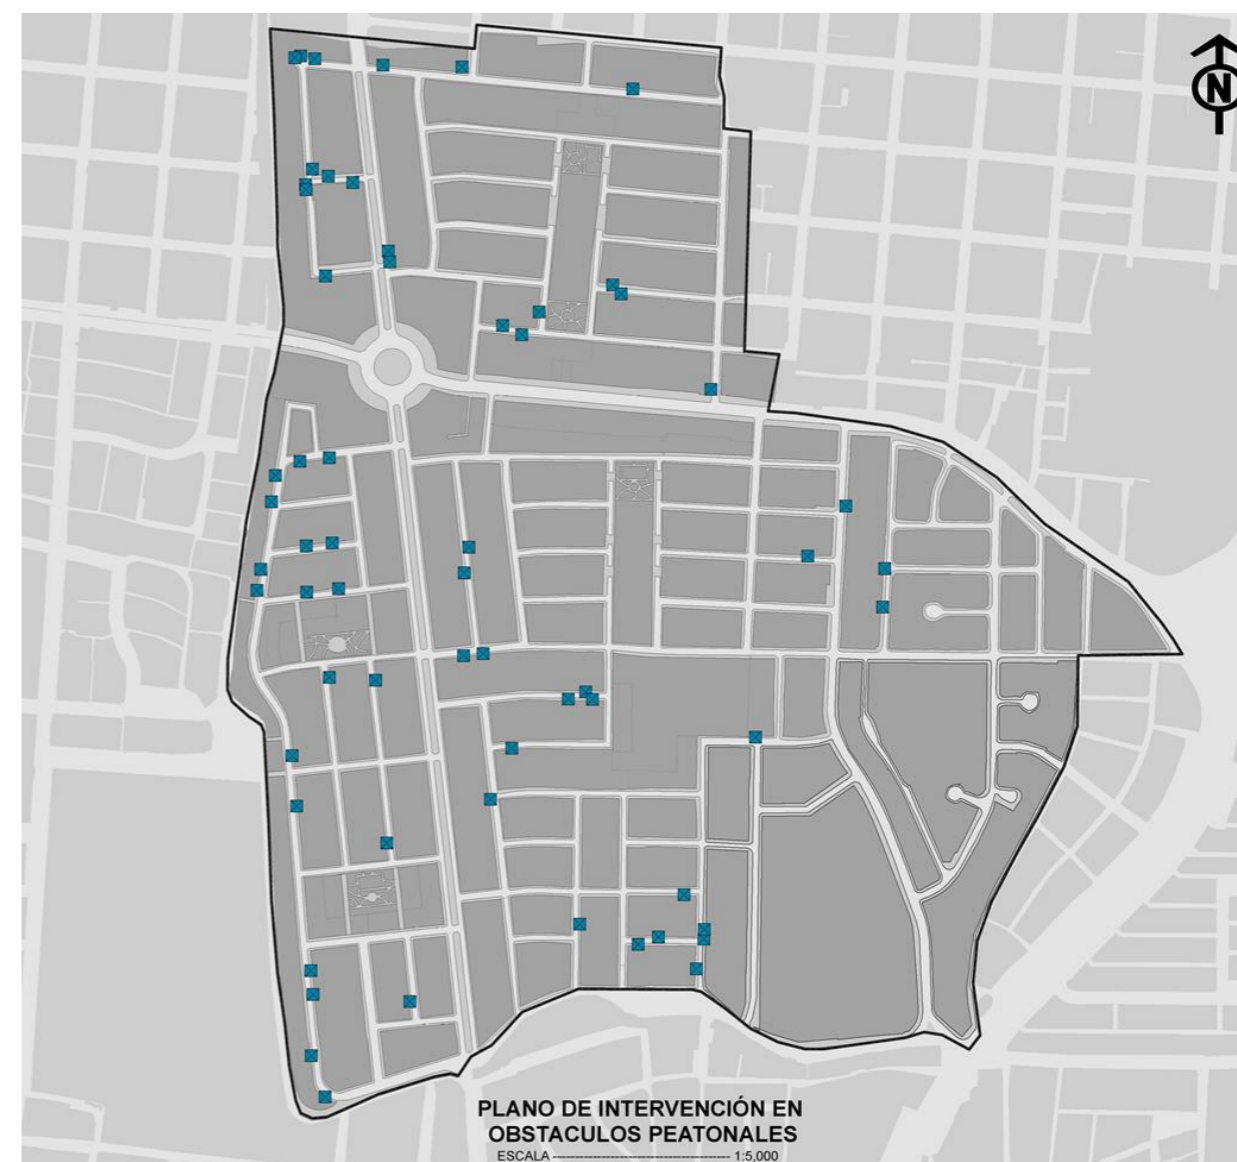 N
PLANO DE INTERVENCIÓN EN
OBSTACULOS PEATONALES
ESCALA ------------------------------------------ 1:5,000